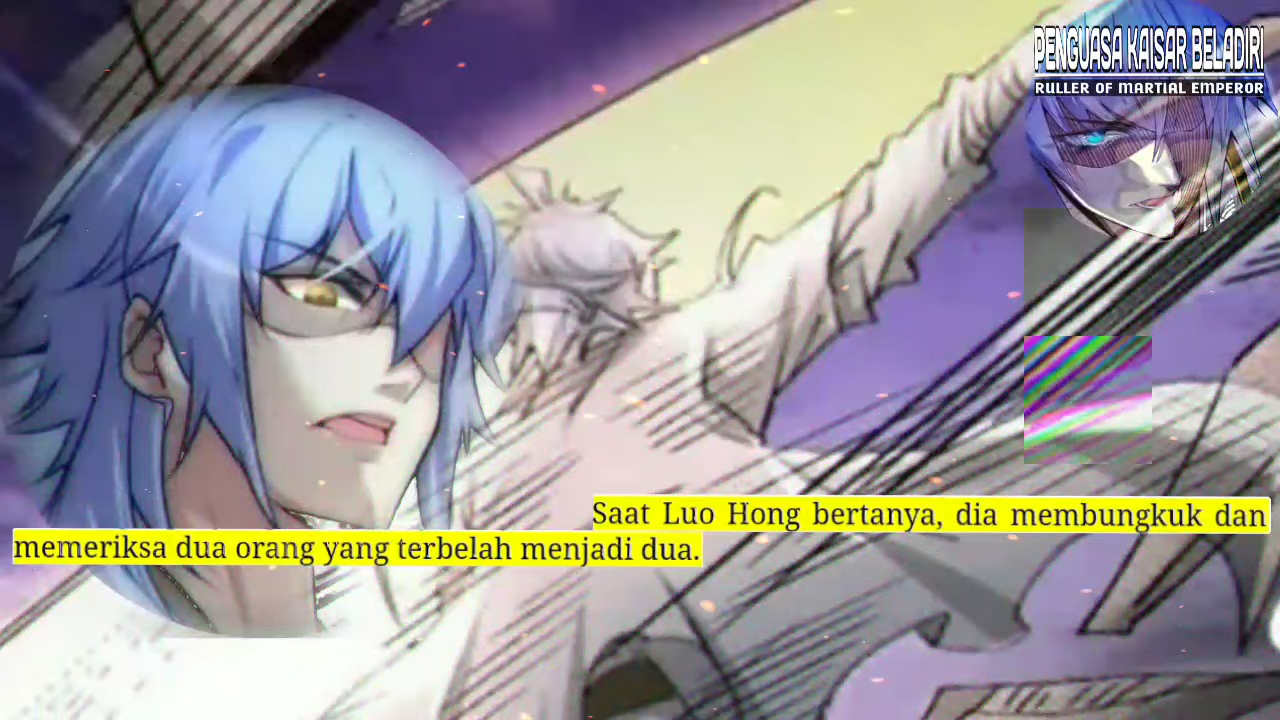 PENGUASA KAISAR BELADIRI
RULLER OF MARTIAL EMPEROR
Saat Luo Hong bertanya, dia membungkuk dan
memeriksa dua orang yang terbelah menjadi dua.